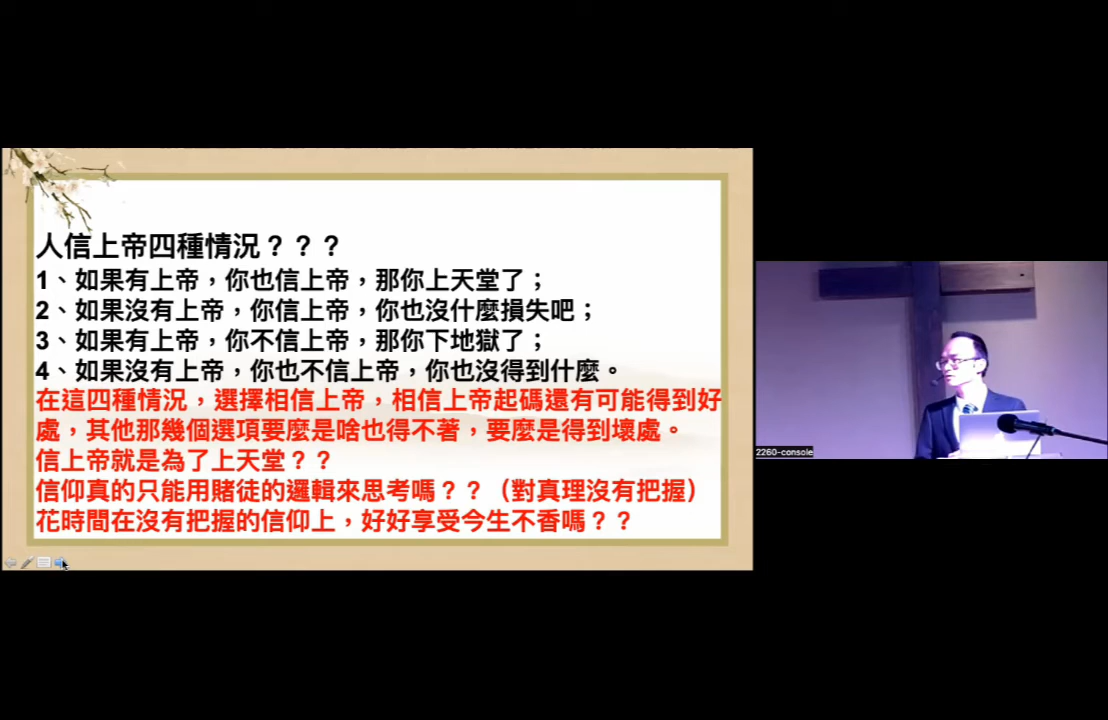 人信上帝四種情況？？？
1、如果有上帝，你也信上帝，那你上天堂了；
2、如果沒有上帝，你信上帝，你也沒什麼損失吧；
3、如果有上帝，你不信上帝，那你下地獄了；
4、如果沒有上帝，你也不信上帝，你也沒得到什麼。
在這四種情況，選擇相信上帝，相信上帝起碼還有可能得到好
處，其他那幾個選項要麼是啥也得不著，要麼是得到壞處。
信上帝就是為了上天堂？？
信仰真的只能用賭徒的邏輯來思考嗎？？（對真理沒有把握）
花時間在沒有把握的信仰上，好好享受今生不香嗎？？
2260-console